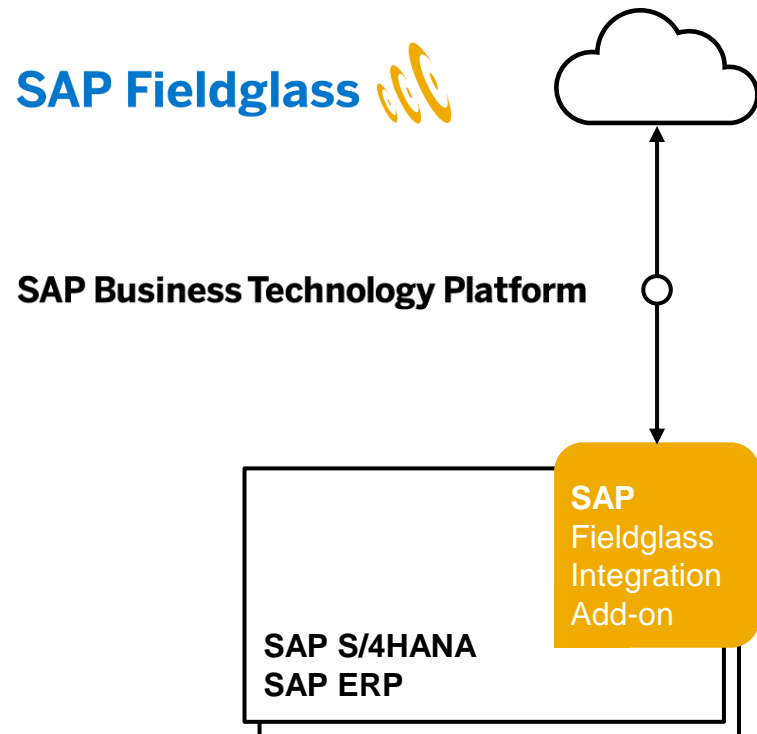 SAP Fieldglass
SAP Business Technology Platform
SAP
Fieldglass
Integration
Add-on
SAP S/4HANA
SAP ERP